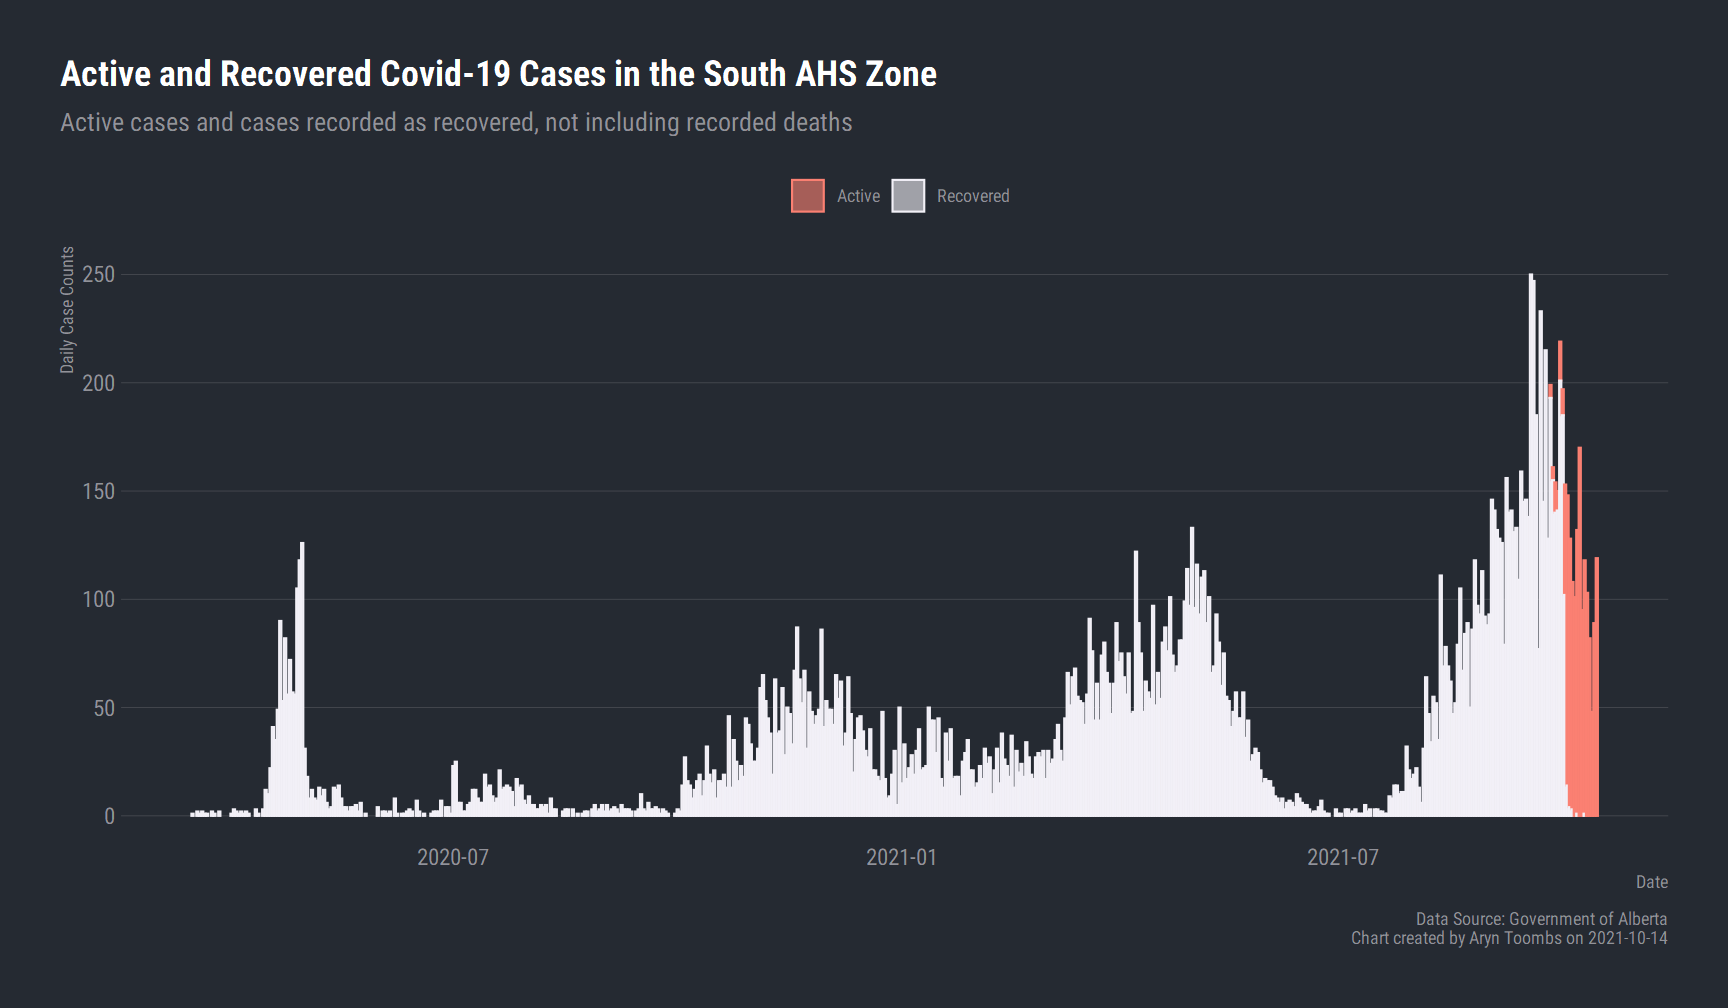 Active and Recovered Covid-19 Cases in the South AHS Zone
Active cases and cases recorded as recovered, not including recorded deaths
Active
Recovered
Daily Case Counts
250
200
150
100
50
0
2020-07
2021-01
2021-07
Date
Data Source: Government of Alberta
Chart created by Aryn Toombs on 2021-10-14